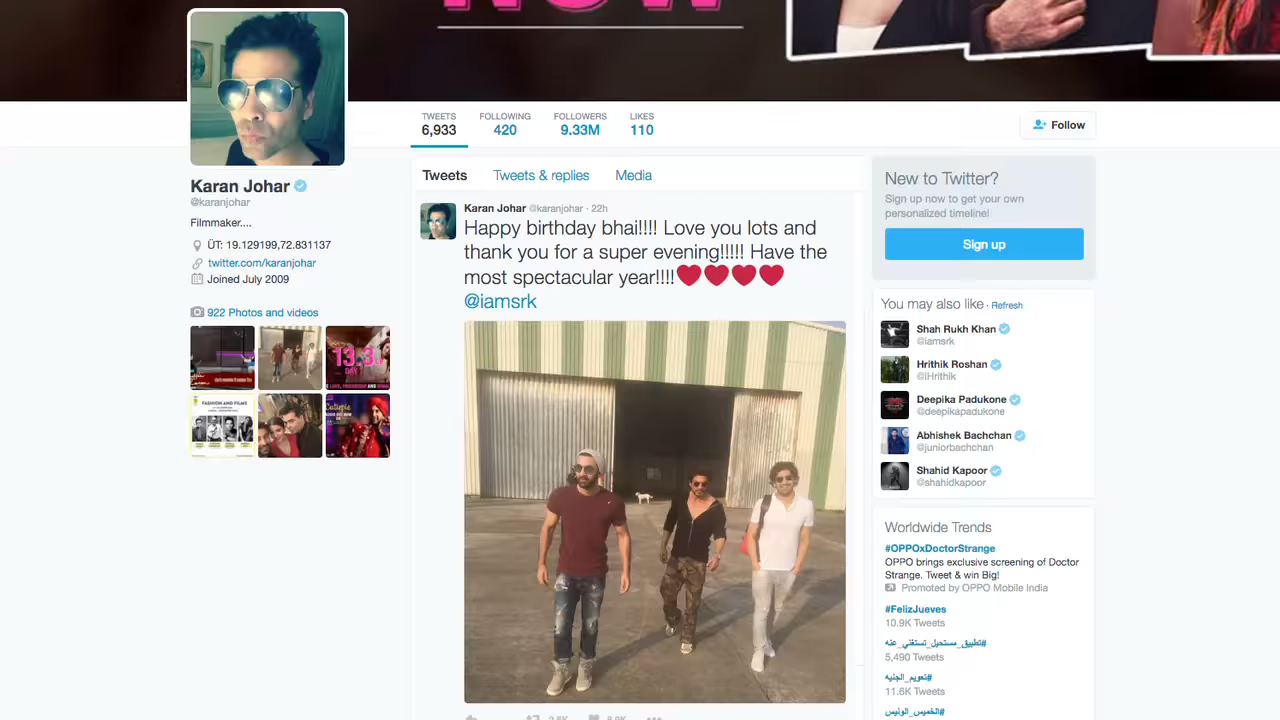 NOW
TWEETS
6,933
FOLLOWING
420
FOLLOWERS
9.33M
LIKES
110
Follow
Karan Johar
@karanjohar
Filmmaker....
ÜT: 19.129199,72.831137
twitter.com/karanjohar
Joined July 2009
922 Photos and videos
13.3
Tweets
Tweets & replies
Media
Karan Johar @karanjohar · 22h
Happy birthday bhai!!!! Love you lots and
thank you for a super evening!!!!! Have the
most spectacular year!!!!❤❤❤❤
@iamsrk
New to Twitter?
Sign up now to get your own
personalized timeline!
Sign up
You may also like · Refresh
Shah Rukh Khan
@iamsrk
Hrithik Roshan
@iHrithik
Deepika Padukone
@deepikapadukone
Abhishek Bachchan
@juniorbachchan
Shahid Kapoor
@shahidkapoor
Worldwide Trends
#OPPOxDoctorStrange
OPPO brings exclusive screening of Doctor
Strange. Tweet & win Big!
Promoted by OPPO Mobile India
#FelizJueves
10.9K Tweets
#تطبيق_مستحيل_تستغني_عنه
5,490 Tweets
#تعويم_الجنيه
11.6K Tweets
#الخميس_الونيس